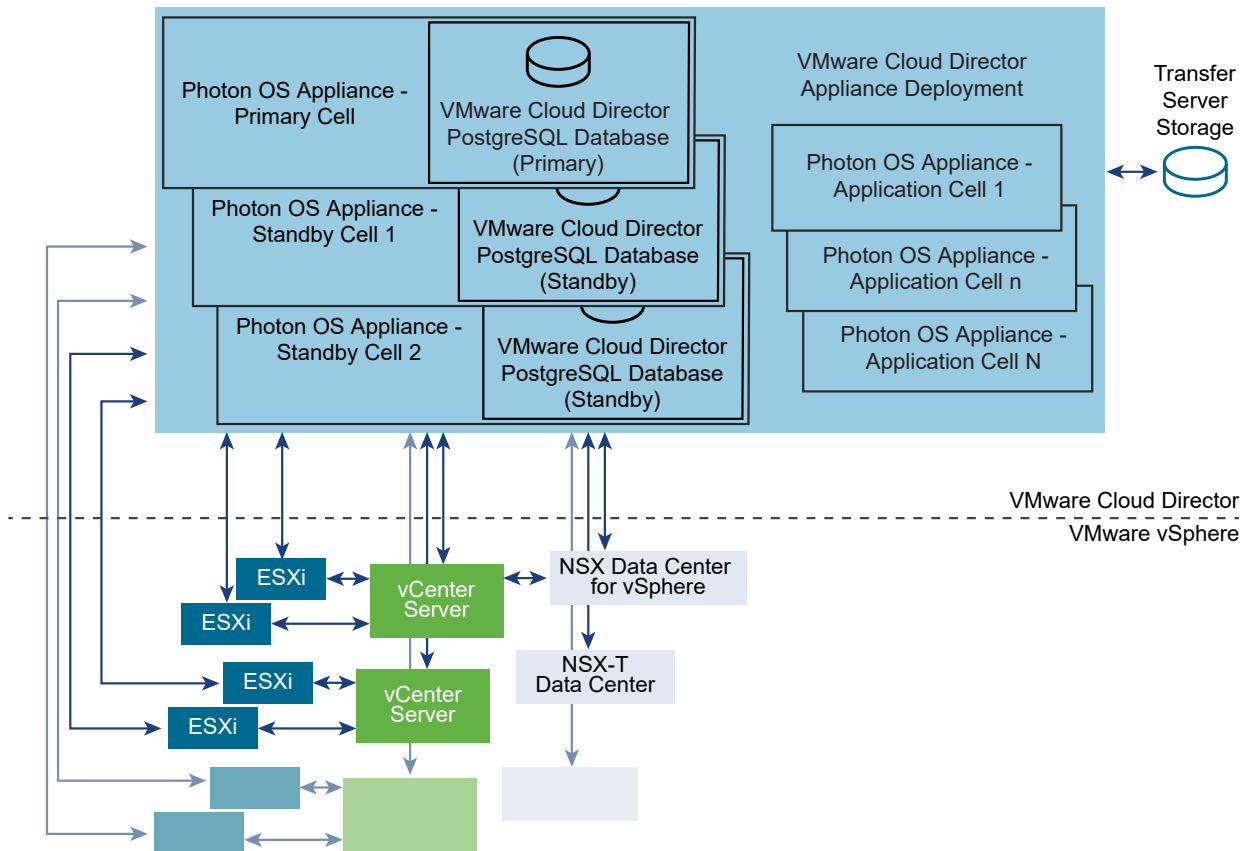 Photon OS Appliance -
Primary Cell
VMware Cloud Director
PostgreSQL Database
(Primary)
VMware Cloud Director
Appliance Deployment
Transfer
Server
Storage
Photon OS Appliance -
Standby Cell 1
VMware Cloud Director
PostgreSQL Database
(Standby)
Photon OS Appliance -
Standby Cell 2
VMware Cloud Director
PostgreSQL Database
(Standby)
Photon OS Appliance -
Application Cell 1
Photon OS Appliance -
Application Cell n
Photon OS Appliance -
Application Cell N
VMware Cloud Director
VMware vSphere
ESXi
ESXi
vCenter
Server
NSX Data Center
for vSphere
ESXi
ESXi
vCenter
Server
NSX-T
Data Center